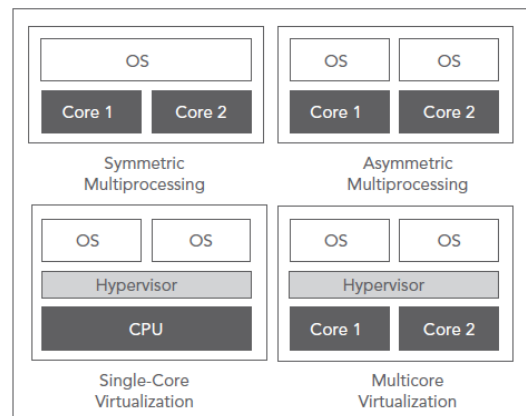 OS
Core 1 Core 2
Symmetric
Multiprocessing
OS OS
Core 1 Core 2
Asymmetric
Multiprocessing
OS OS
Hypervisor
CPU
Single-Core
Virtualization
OS OS
Hypervisor
Core 1 Core 2
Multicore
Virtualization